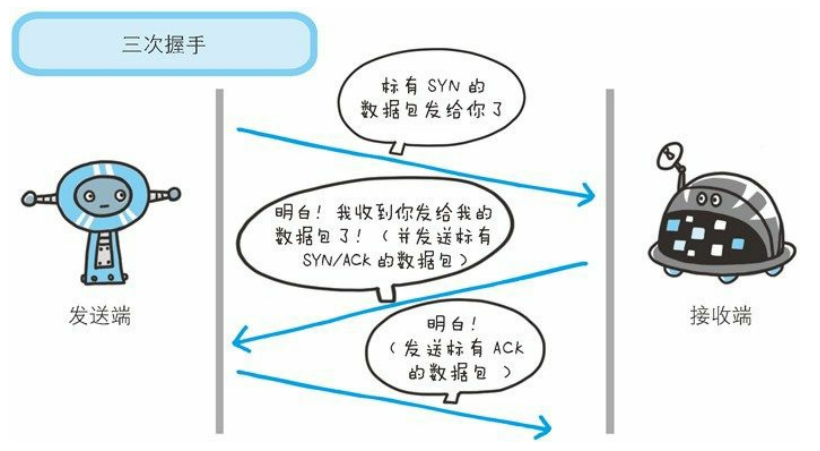 三次握手
标有 SYN 的
数据包发给你了
明白！我收到你发给我的
数据包了！（并发送标有
SYN/ACK 的数据包）
发送端
接收端
明白！
（发送标有 ACK
的数据包）